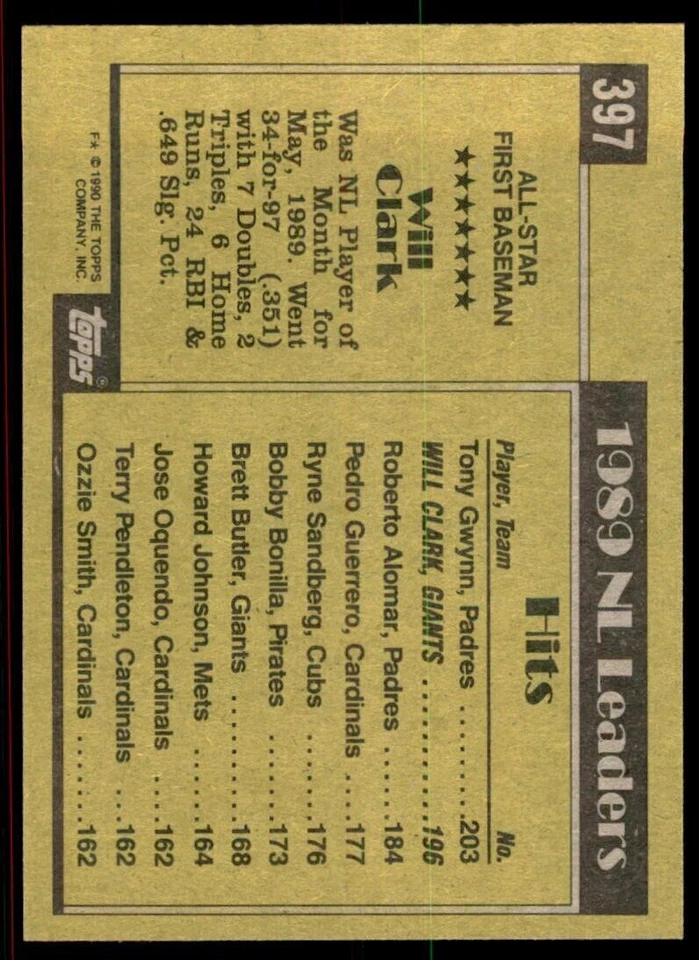 397
ALL-STAR
FIRST BASEMAN
★★★★★★★
Will
Clark
Was NL Player of
the Month for
May, 1989. Went
34-for-97 (.351)
with 7 Doubles, 2
Triples, 6 Home
Runs, 24 RBI &
.649 Slg. Pct.
F★ © 1990 THE TOPPS
COMPANY, INC.
topps®
1989 NL Leaders
Hits
Player, Team No.
Tony Gwynn, Padres .........203
WILL CLARK, GIANTS ..........196
Roberto Alomar, Padres ......184
Pedro Guerrero, Cardinals ....177
Ryne Sandberg, Cubs ........176
Bobby Bonilla, Pirates .......173
Brett Butler, Giants ..........168
Howard Johnson, Mets ......164
Jose Oquendo, Cardinals ....162
Terry Pendleton, Cardinals ...162
Ozzie Smith, Cardinals .......162